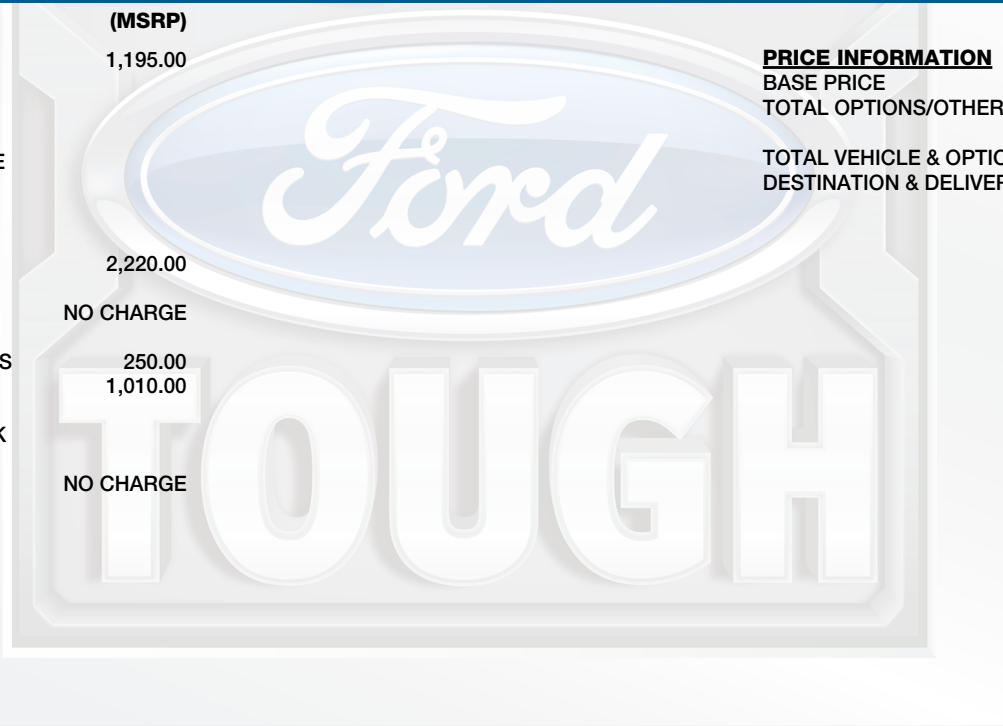 (MSRP)
1,195.00
E
2,220.00
NO CHARGE
S 250.00
1,010.00
K
NO CHARGE
PRICE INFORMATION
BASE PRICE
TOTAL OPTIONS/OTHER
TOTAL VEHICLE & OPTIO
DESTINATION & DELIVER
Ford
TOUGH